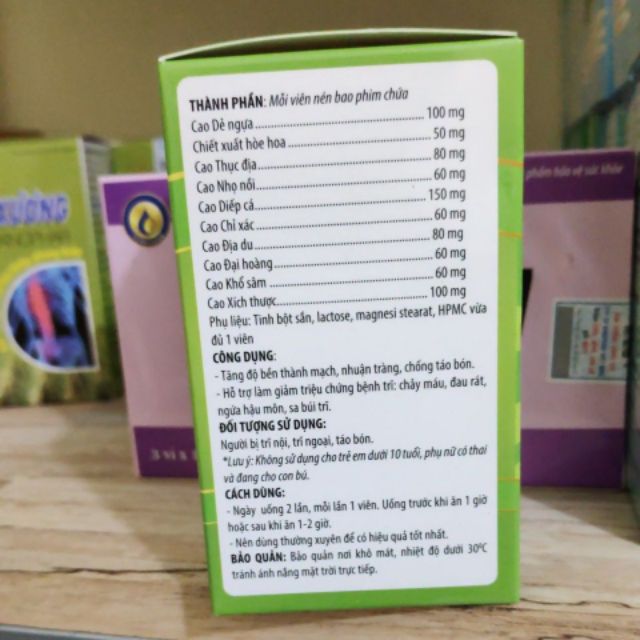 THÀNH PHẦN: Mỗi viên nén bao phim chứa
Cao Dẻ ngựa........ 100 mg
Chiết xuất hòe hoa........ 50 mg
Cao Thục địa........ 80 mg
Cao Nhọ nồi........ 60 mg
Cao Diếp cá........ 150 mg
Cao Chỉ xác........ 60 mg
Cao Địa du........ 80 mg
Cao Đại hoàng........ 60 mg
Cao Khổ sâm........ 60 mg
Cao Xích thược........ 100 mg
Phụ liệu: Tinh bột sắn, lactose, magnesi stearat, HPMC vừa
đủ 1 viên
CÔNG DỤNG:
- Tăng độ bền thành mạch, nhuận tràng, chống táo bón.
- Hỗ trợ làm giảm triệu chứng bệnh trĩ: chảy máu, đau rát,
ngứa hậu môn, sa búi trĩ.
ĐỐI TƯỢNG SỬ DỤNG:
Người bị trĩ nội, trĩ ngoại, táo bón.
*Lưu ý: Không sử dụng cho trẻ em dưới 10 tuổi, phụ nữ có thai
và đang cho con bú.
CÁCH DÙNG:
- Ngày uống 2 lần, mỗi lần 1 viên. Uống trước khi ăn 1 giờ
hoặc sau khi ăn 1-2 giờ.
- Nên dùng thường xuyên để có hiệu quả tốt nhất.
BẢO QUẢN: Bảo quản nơi khô mát, nhiệt độ dưới 30ºC
tránh ánh nắng mặt trời trực tiếp.
phẩm bảo vệ sức khỏe